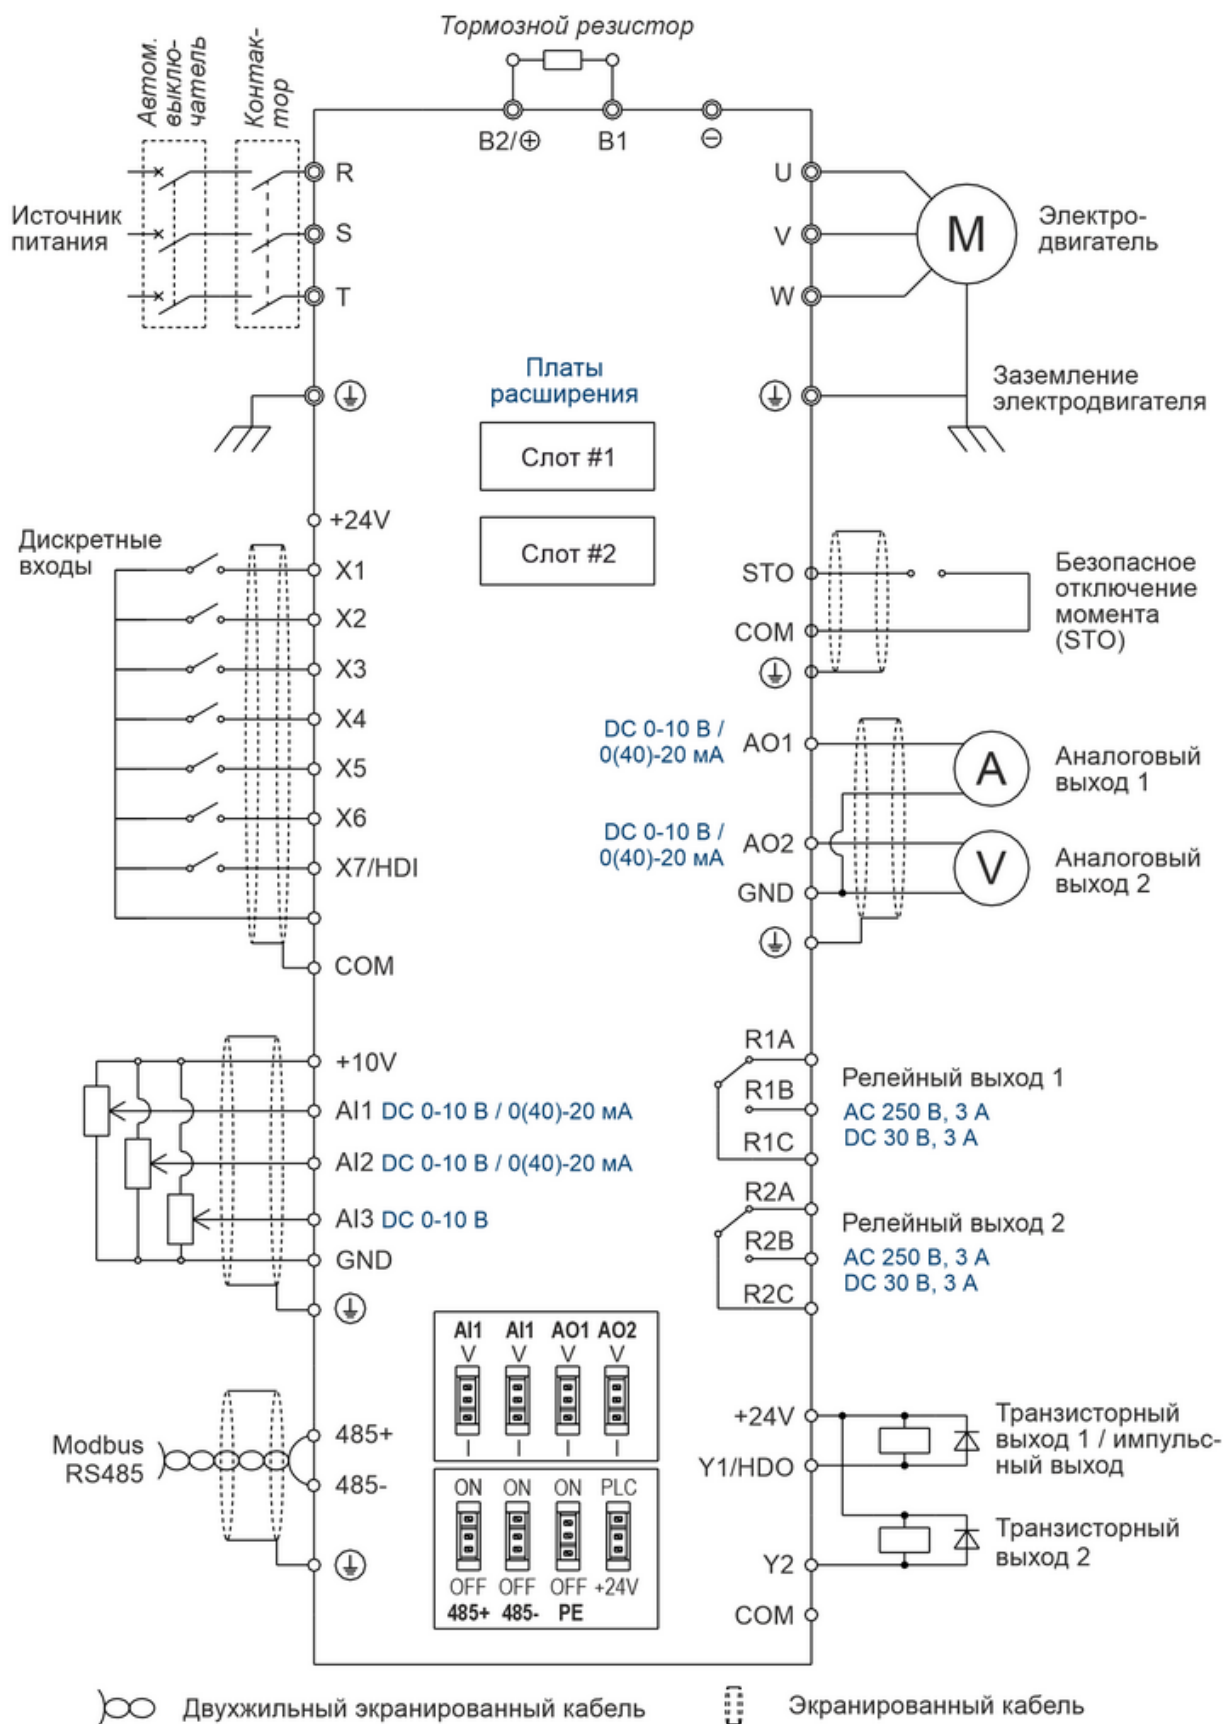 Тормозной резистор
Автом.
выклю-
чатель
Контак-
тор
B2/⊕
B1
⊖
Источник
питания
R
S
T
U
V
W
M
Электро-
двигатель
Заземление
электродвигателя
Платы
расширения
Слот #1
Слот #2
Дискретные
входы
+24V
X1
X2
X3
X4
X5
X6
X7/HDI
COM
STO
COM
Безопасное
отключение
момента
(STO)
DC 0-10 В /
0(40)-20 мА
AO1
A
Аналоговый
выход 1
DC 0-10 В /
0(40)-20 мА
AO2
GND
V
Аналоговый
выход 2
+10V
AI1 DC 0-10 В / 0(40)-20 мА
AI2 DC 0-10 В / 0(40)-20 мА
AI3 DC 0-10 В
GND
R1A
R1B
R1C
Релейный выход 1
AC 250 В, 3 А
DC 30 В, 3 А
R2A
R2B
R2C
Релейный выход 2
AC 250 В, 3 А
DC 30 В, 3 А
Modbus
RS485
485+
485-
AI1 AI1 AO1 AO2
V V V V
I I I I
ON ON ON PLC
OFF OFF OFF +24V
485+ 485- PE
+24V
Y1/HDO
Транзисторный
выход 1 / импульс-
ный выход
Y2
COM
Транзисторный
выход 2
Двухжильный экранированный кабель
Экранированный кабель